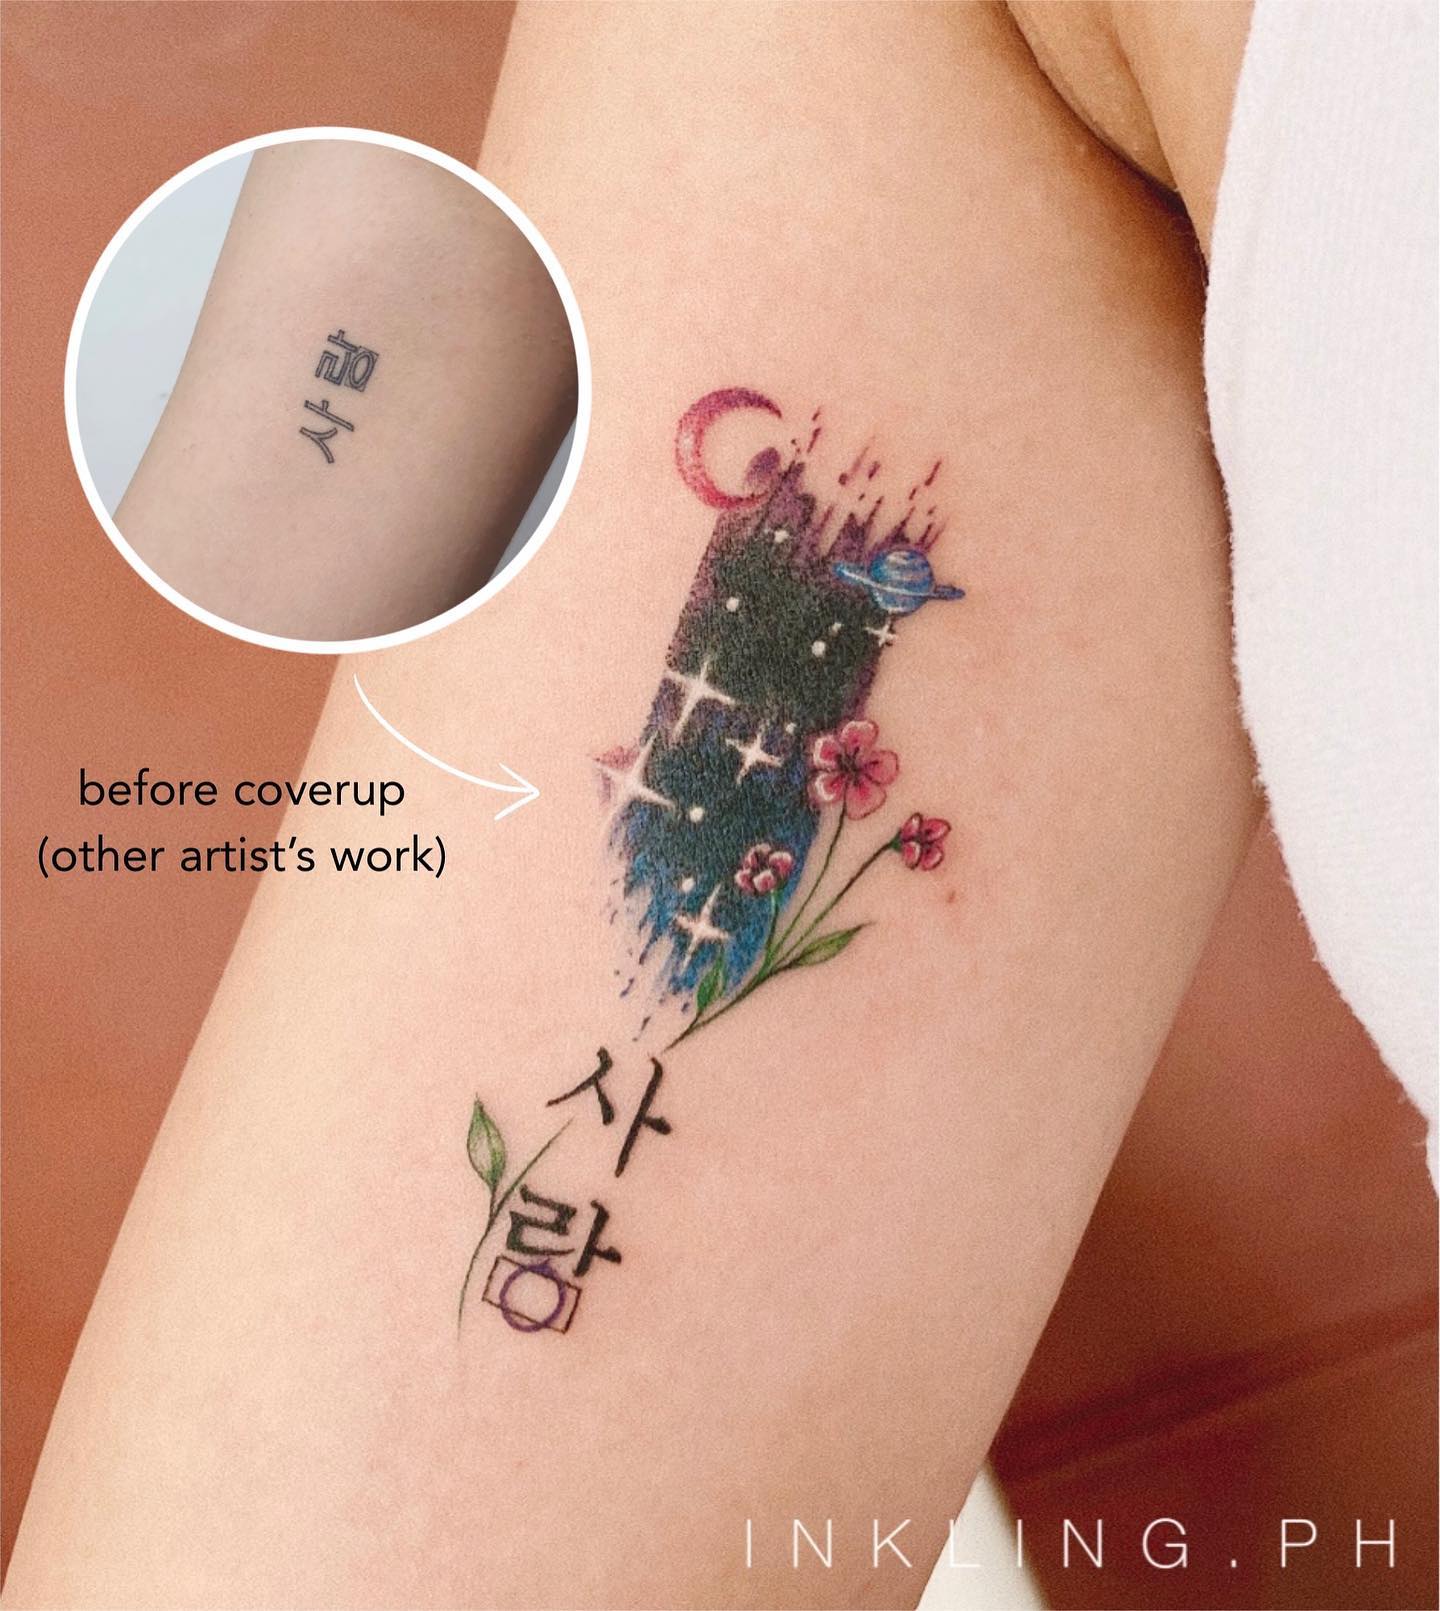 사랑
before coverup
(other artist's work)
사
랑
INKLING.PH